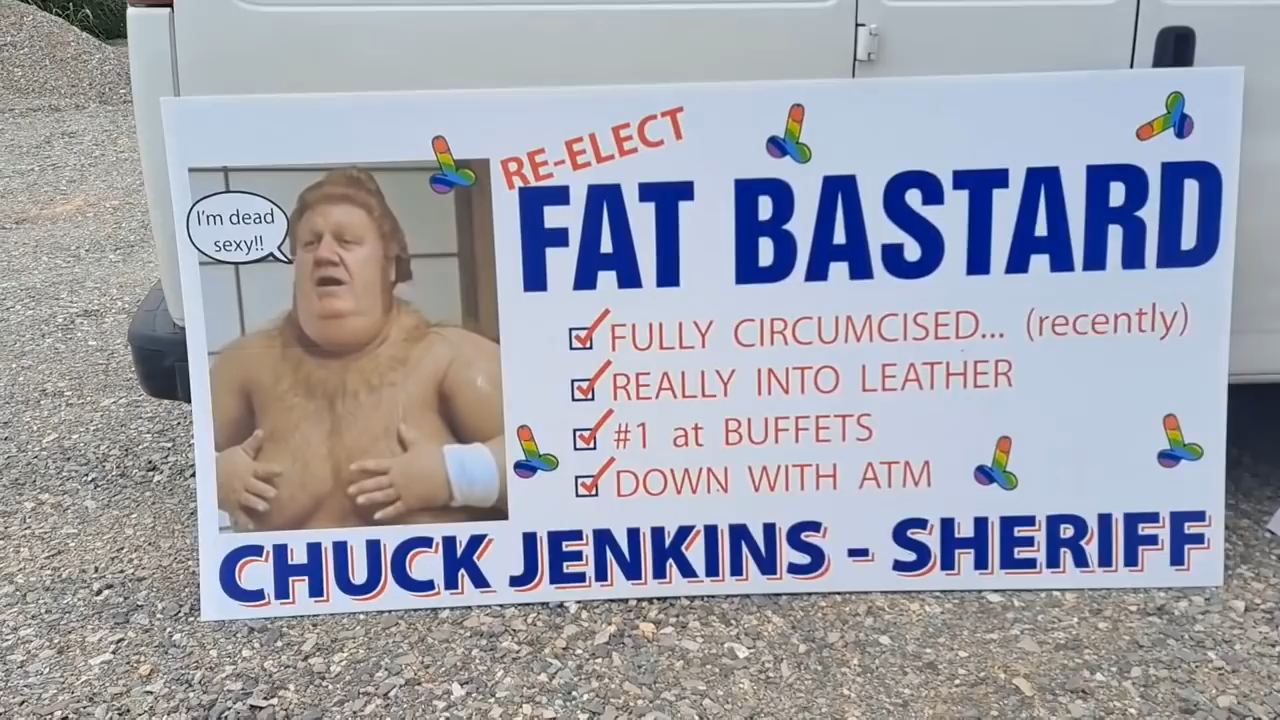 I'm dead
sexy!!
RE-ELECT
FAT BASTARD
FULLY CIRCUMCISED... (recently)
REALLY INTO LEATHER
#1 at BUFFETS
DOWN WITH ATM
CHUCK JENKINS - SHERIFF